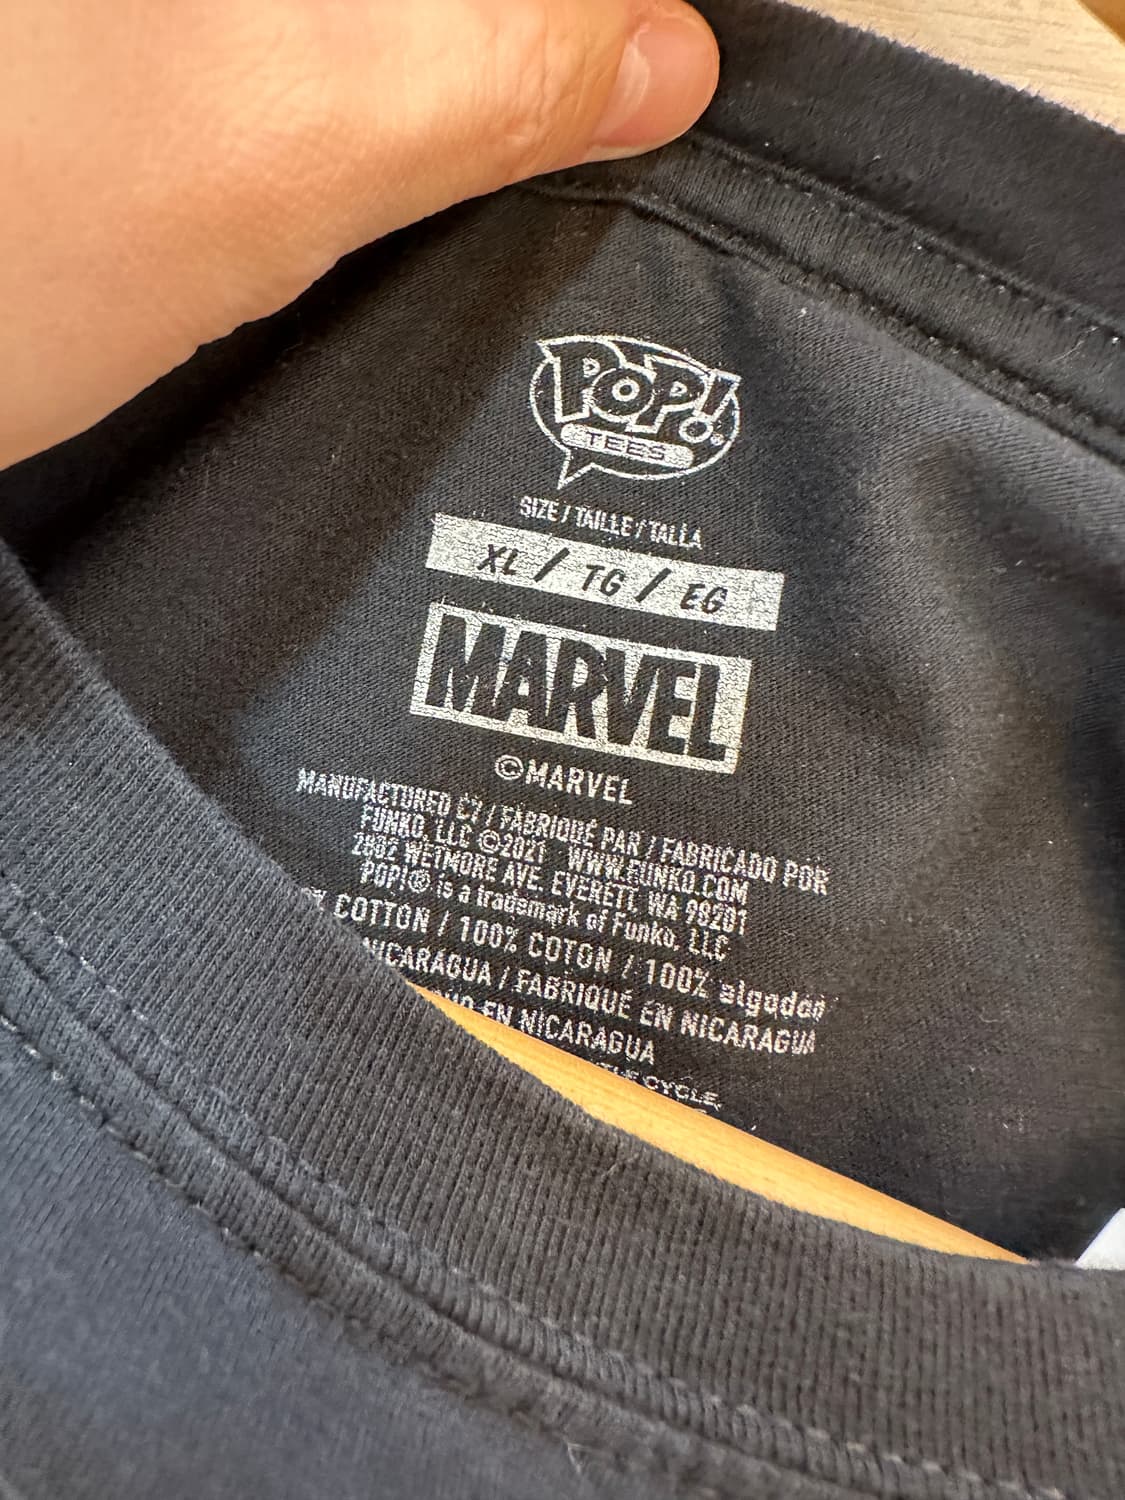 POP!
TEES
SIZE / TAILLE / TALLA
XL / TG / EG
MARVEL
©MARVEL
MANUFACTURED BY / FABRIQUÉ PAR / FABRICADO POR
FUNKO, LLC ©2021 WWW.FUNKO.COM
2802 WETMORE AVE. EVERETT, WA 98201
POP!® is a trademark of Funko, LLC
% COTTON / 100% COTON / 100% algodón
NICARAGUA / FABRIQUÉ EN NICARAGUA
EN NICARAGUA
CYCLE.